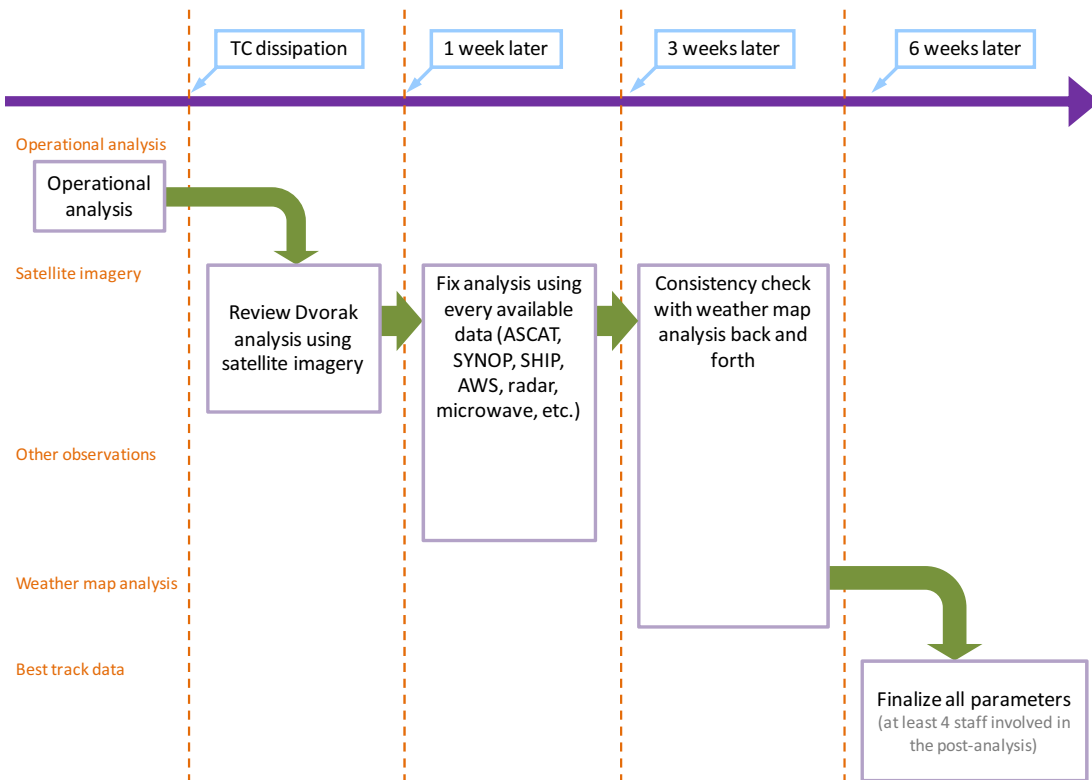 TC dissipation
1 week later
3 weeks later
6 weeks later
Operational analysis
Operational
analysis
Satellite imagery
Review Dvorak
analysis using
satellite imagery
Fix analysis using
every available
data (ASCAT,
SYNOP, SHIP,
AWS, radar,
microwave, etc.)
Consistency check
with weather map
analysis back and
forth
Other observations
Weather map analysis
Best track data
Finalize all parameters
(at least 4 staff involved in
the post-analysis)